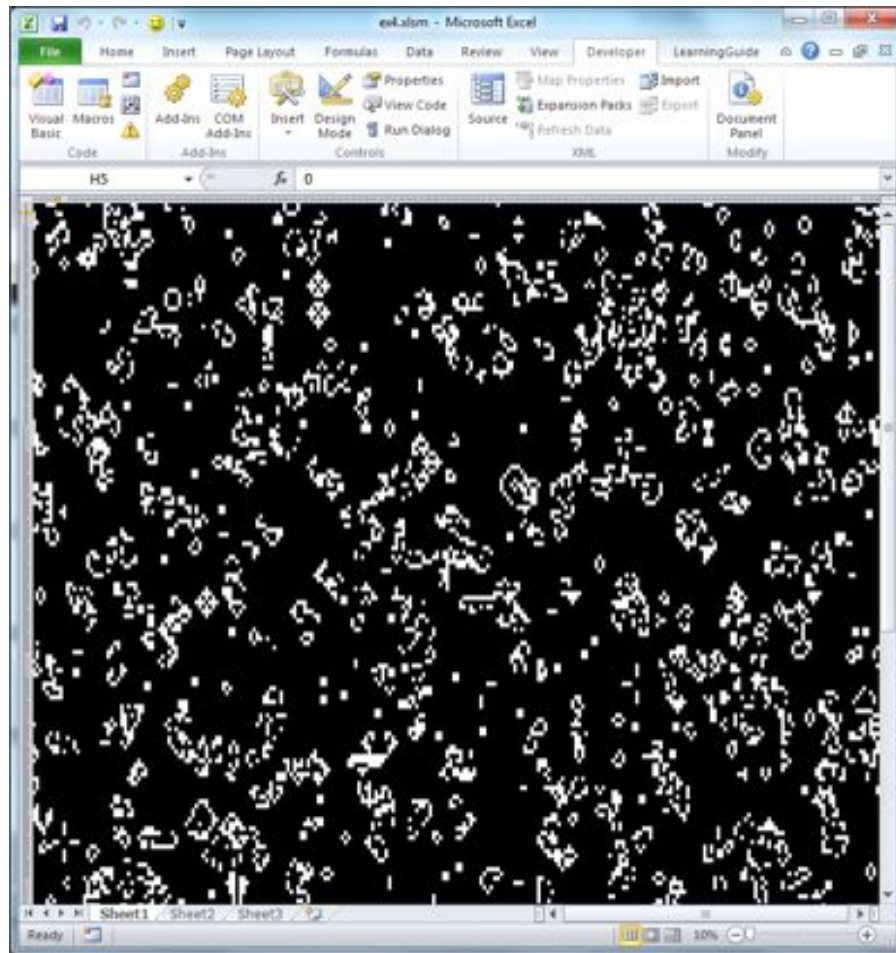 ex4.xlsm - Microsoft Excel
File Home Insert Page Layout Formulas Data Review View Developer LearningGuide
Properties Map Properties Import
View Code Expansion Packs Export
Visual Basic Macros Add-Ins COM Add-Ins Insert Design Mode Run Dialog Source Refresh Data Document Panel
Code Add-Ins Controls XML Modify
H5 fx 0
Sheet1 Sheet2 Sheet3
Ready 10%